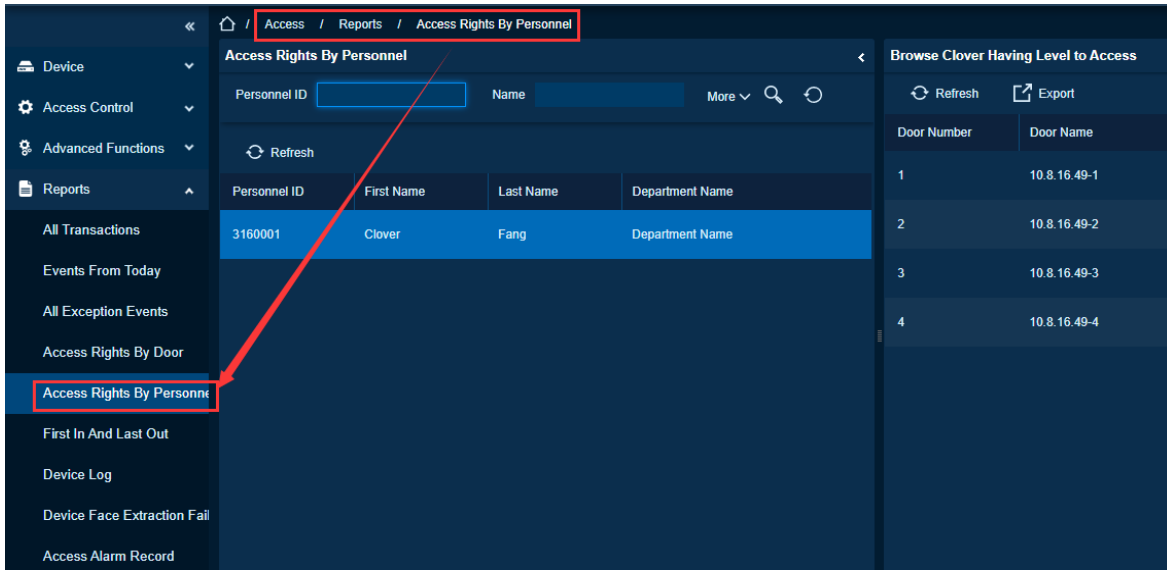 « / Access / Reports / Access Rights By Personnel
Device
Access Control
Advanced Functions
Reports
All Transactions
Events From Today
All Exception Events
Access Rights By Door
Access Rights By Personne
First In And Last Out
Device Log
Device Face Extraction Fail
Access Alarm Record
Access Rights By Personnel
Personnel ID Name More
Refresh
Personnel ID First Name Last Name Department Name
3160001 Clover Fang Department Name
Browse Clover Having Level to Access
Refresh Export
Door Number Door Name
1 10.8.16.49-1
2 10.8.16.49-2
3 10.8.16.49-3
4 10.8.16.49-4